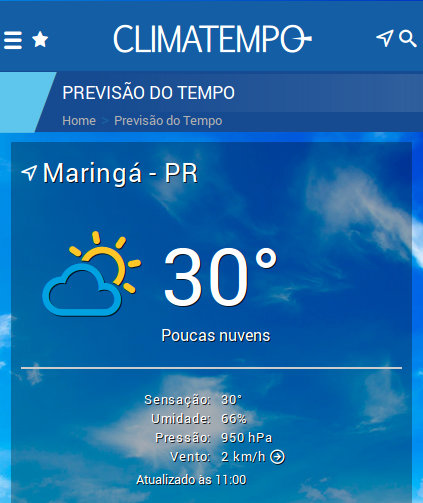 CLIMATEMPO
PREVISÃO DO TEMPO
Home > Previsão do Tempo
Maringá - PR
30°
Poucas nuvens
Sensação: 30°
Umidade: 66%
Pressão: 950 hPa
Vento: 2 km/h
Atualizado às 11:00